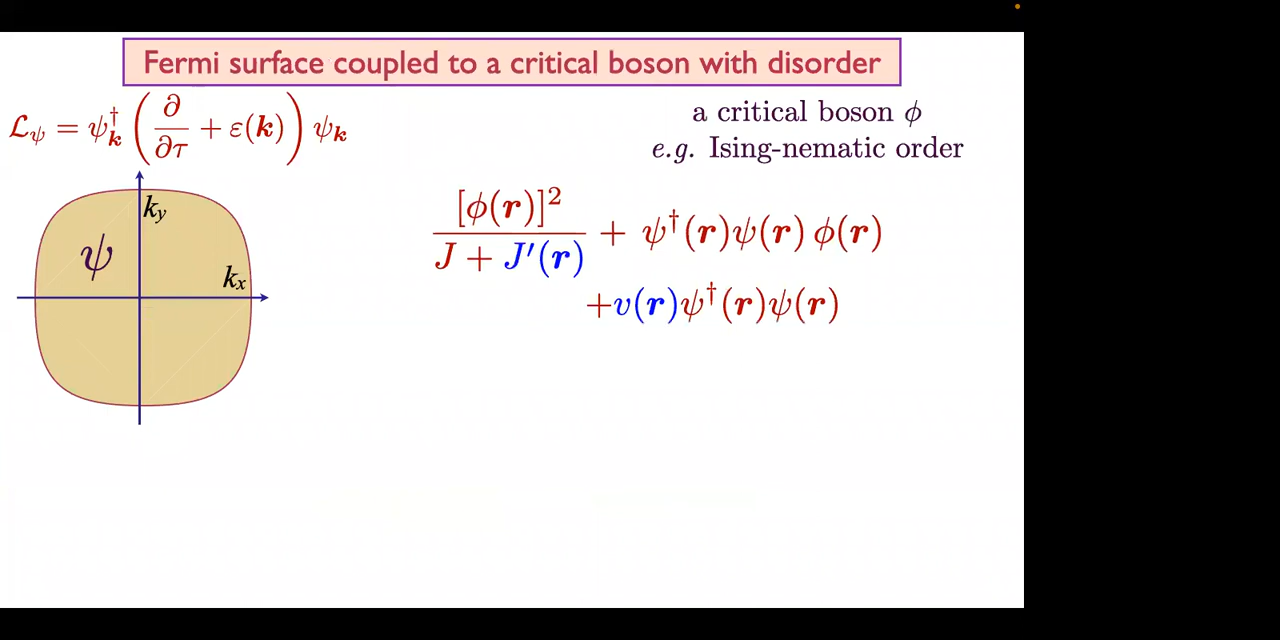 Fermi surface coupled to a critical boson with disorder
ℒ_ψ = ψ†_𝒌 (∂/∂τ + ε(𝒌)) ψ_𝒌
a critical boson ϕ
e.g. Ising-nematic order
[ϕ(𝒓)]²/(J + J′(𝒓)) + ψ†(𝒓)ψ(𝒓) ϕ(𝒓)
+v(𝒓)ψ†(𝒓)ψ(𝒓)
k_y
ψ
k_x